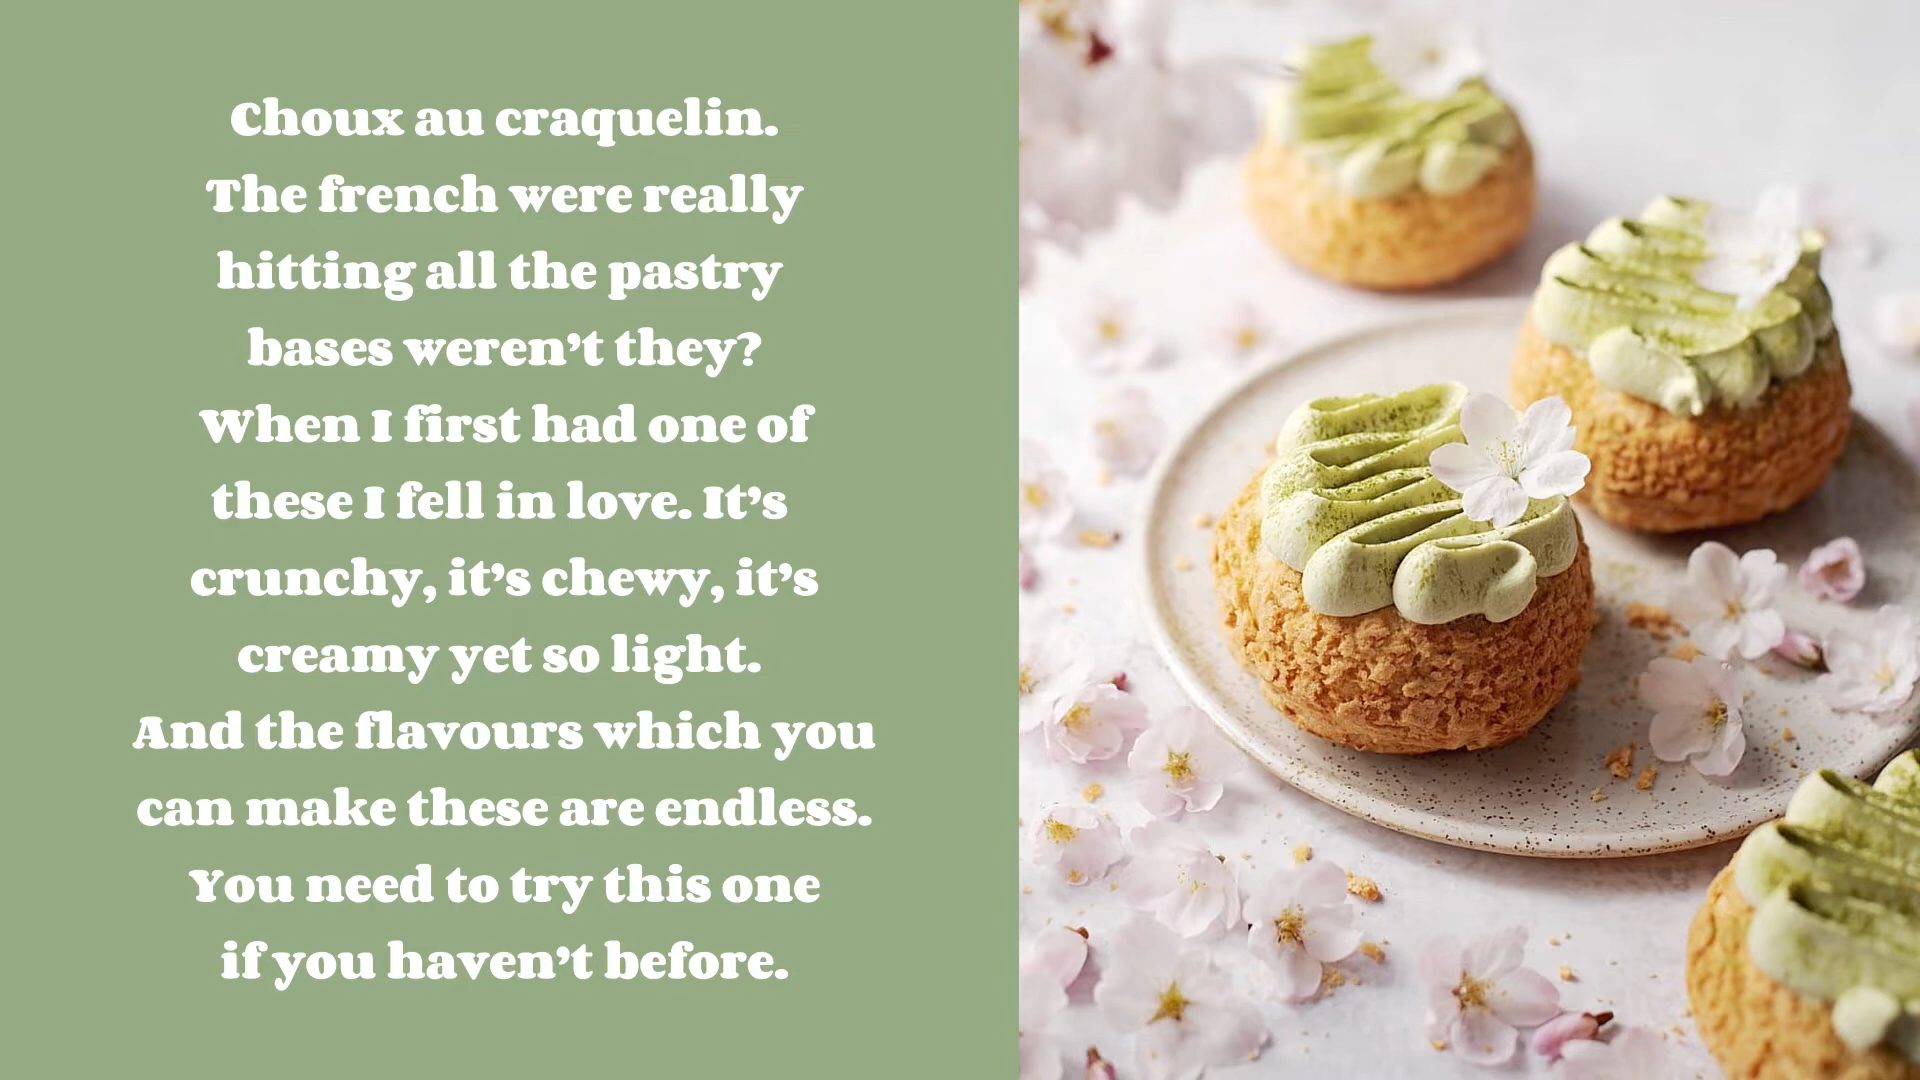 Choux au craquelin.
The french were really
hitting all the pastry
bases weren’t they?
When I first had one of
these I fell in love. It’s
crunchy, it’s chewy, it’s
creamy yet so light.
And the flavours which you
can make these are endless.
You need to try this one
if you haven’t before.